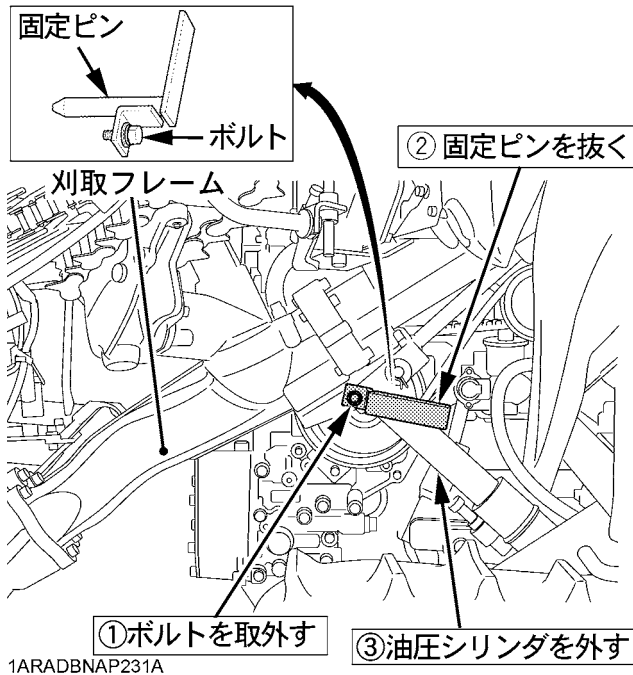 固定ピン
ボルト
②固定ピンを抜く
刈取フレーム
①ボルトを取外す
③油圧シリンダを外す
1ARADBNAP231A